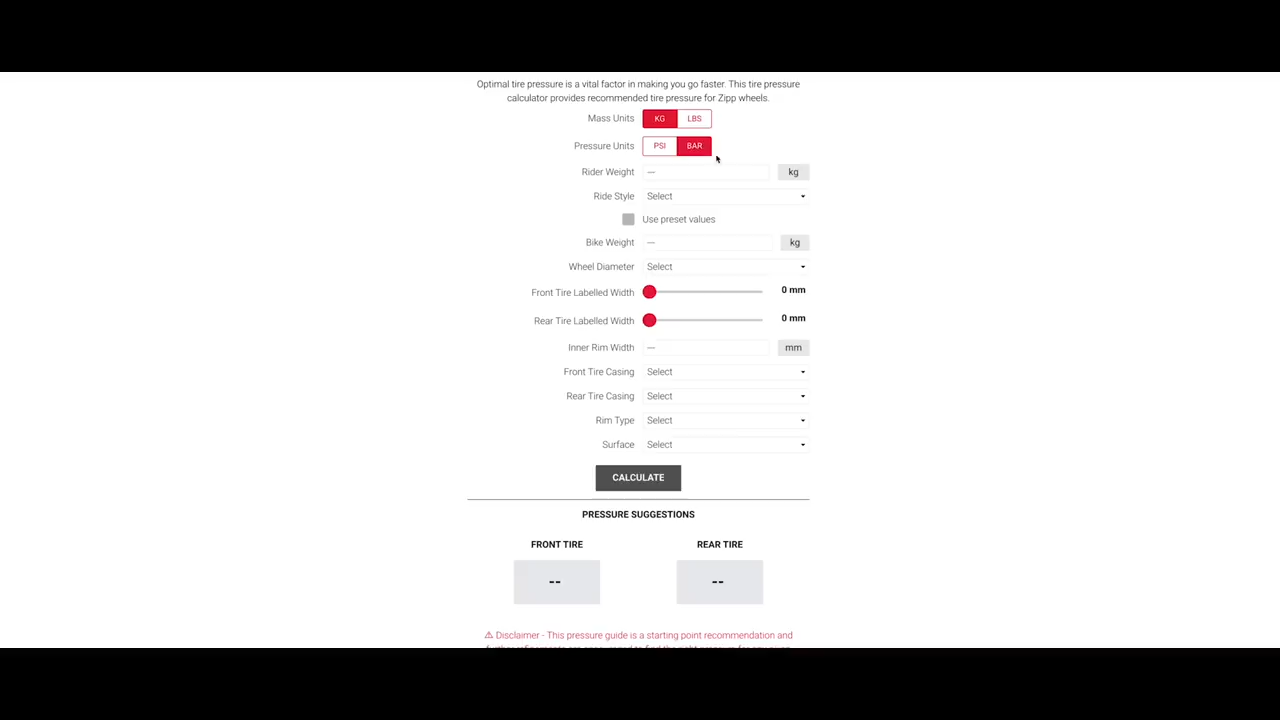 Optimal tire pressure is a vital factor in making you go faster. This tire pressure
calculator provides recommended tire pressure for Zipp wheels.
Mass Units KG LBS
Pressure Units PSI BAR
Rider Weight — kg
Ride Style Select
Use preset values
Bike Weight — kg
Wheel Diameter Select
Front Tire Labelled Width 0 mm
Rear Tire Labelled Width 0 mm
Inner Rim Width — mm
Front Tire Casing Select
Rear Tire Casing Select
Rim Type Select
Surface Select
CALCULATE
PRESSURE SUGGESTIONS
FRONT TIRE REAR TIRE
-- --
⚠ Disclaimer - This pressure guide is a starting point recommendation and